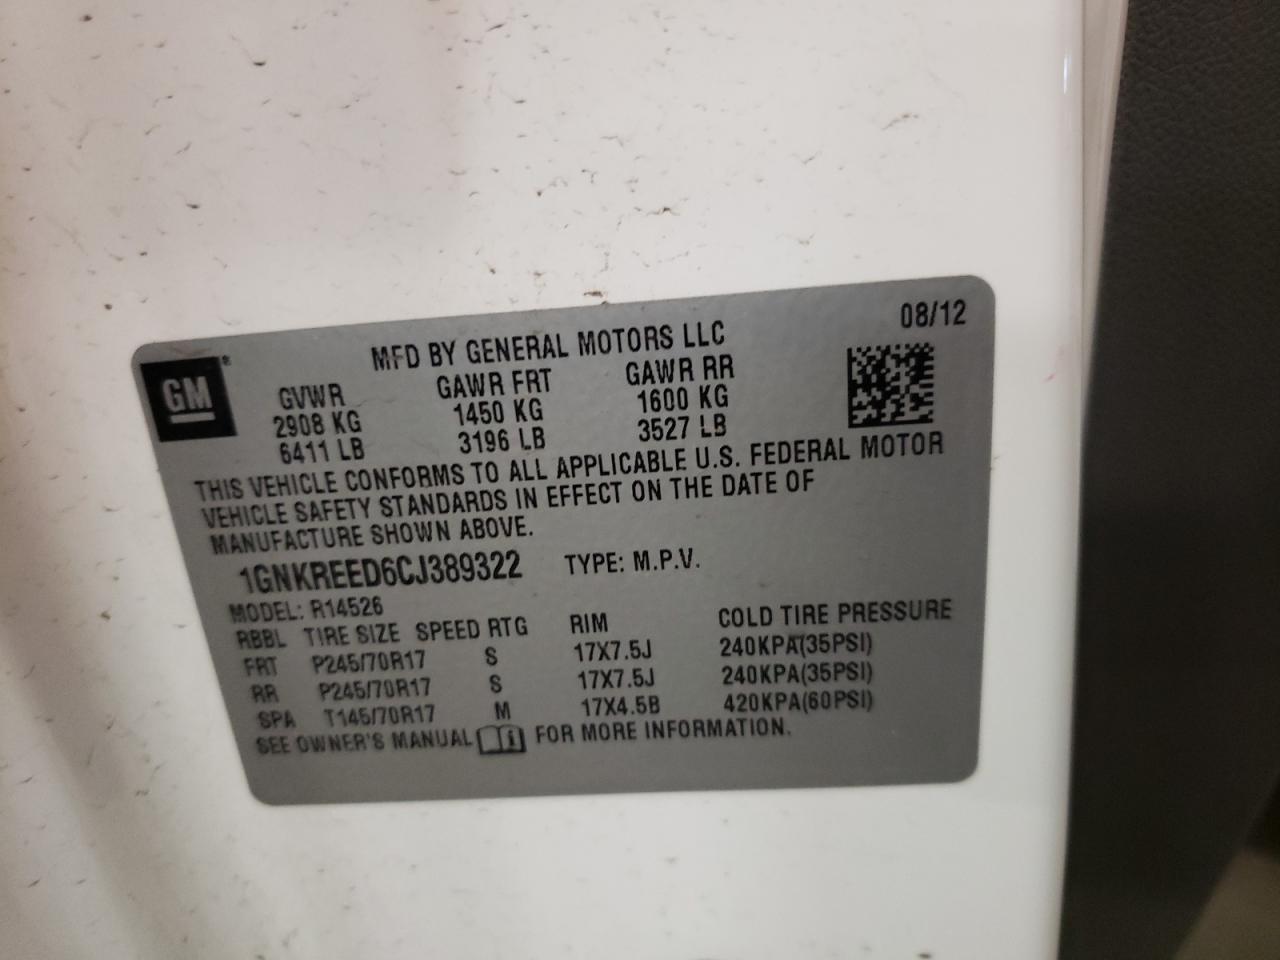 08/12
GM
MFD BY GENERAL MOTORS LLC
GVWR GAWR FRT GAWR RR
2908 KG 1450 KG 1600 KG
6411 LB 3196 LB 3527 LB
THIS VEHICLE CONFORMS TO ALL APPLICABLE U.S. FEDERAL MOTOR
VEHICLE SAFETY STANDARDS IN EFFECT ON THE DATE OF
MANUFACTURE SHOWN ABOVE.
1GNKREED6CJ389322 TYPE: M.P.V.
MODEL: R14526
RBBL TIRE SIZE SPEED RTG RIM COLD TIRE PRESSURE
FRT P245/70R17 S 17X7.5J 240KPA(35PSI)
RR P245/70R17 S 17X7.5J 240KPA(35PSI)
SPA T145/70R17 M 17X4.5B 420KPA(60PSI)
SEE OWNER'S MANUAL i FOR MORE INFORMATION.